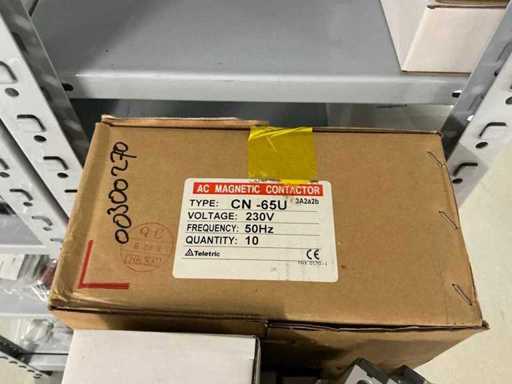 00300270
AC MAGNETIC CONTACTOR
TYPE: CN -65U 3A2a2b
VOLTAGE: 230V
FREQUENCY: 50Hz
QUANTITY: 10
Teletric CE
Q.C